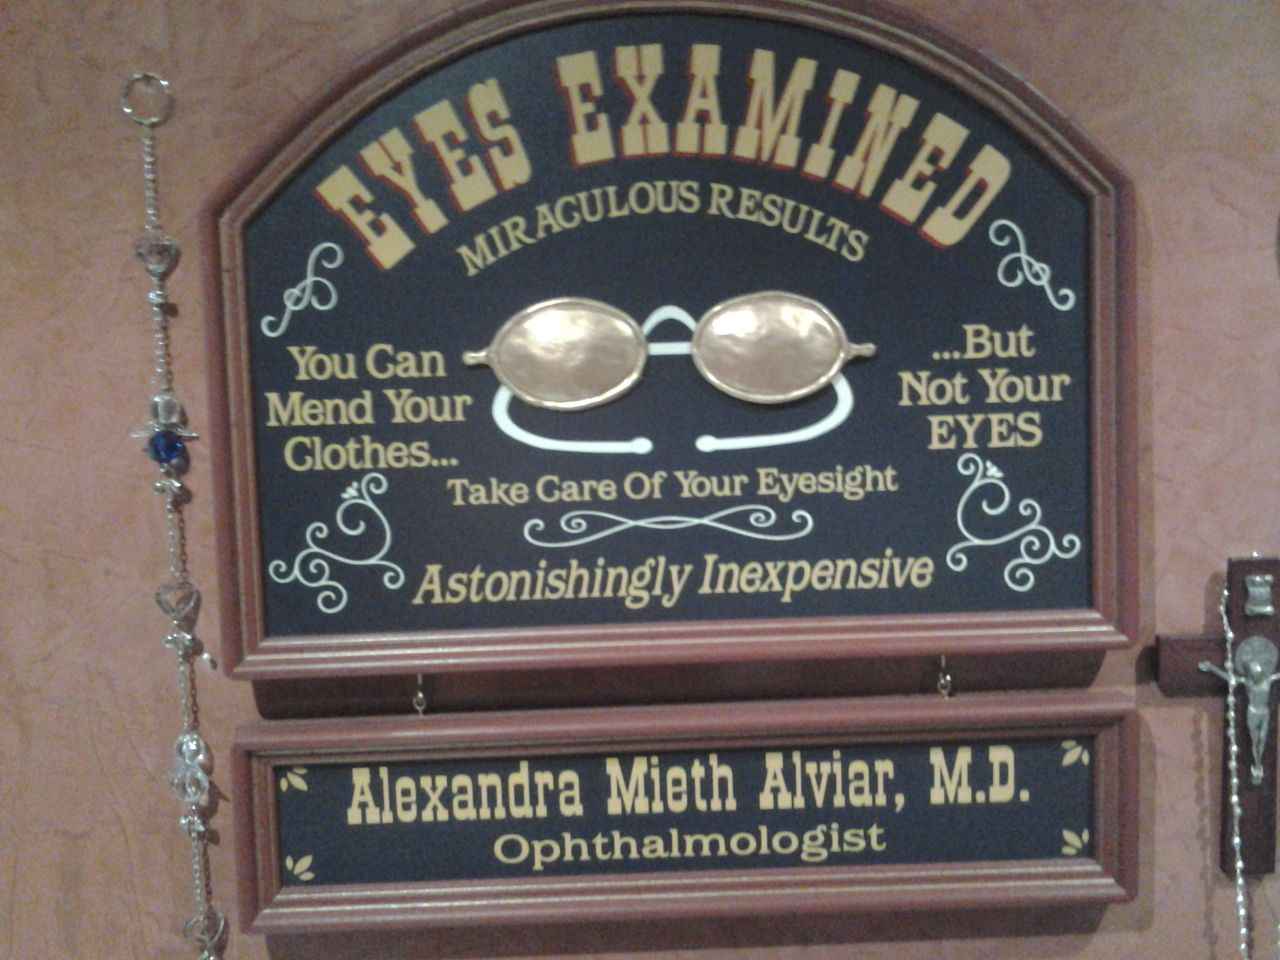 EYES EXAMINED
MIRACULOUS RESULTS
You Can
Mend Your
Clothes...
...But
Not Your
EYES
Take Care Of Your Eyesight
Astonishingly Inexpensive
Alexandra Mieth Alviar, M.D.
Ophthalmologist